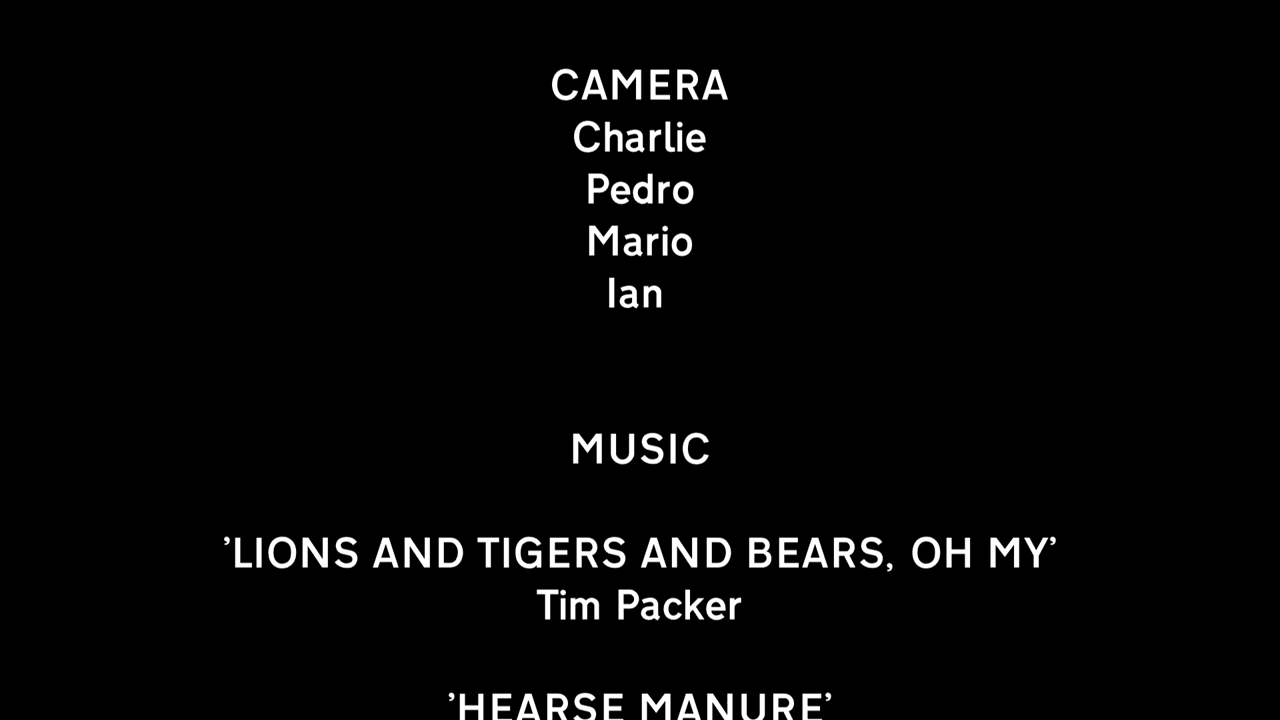 CAMERA
Charlie
Pedro
Mario
Ian
MUSIC
’LIONS AND TIGERS AND BEARS, OH MY’
Tim Packer
’HEARSE MANURE’